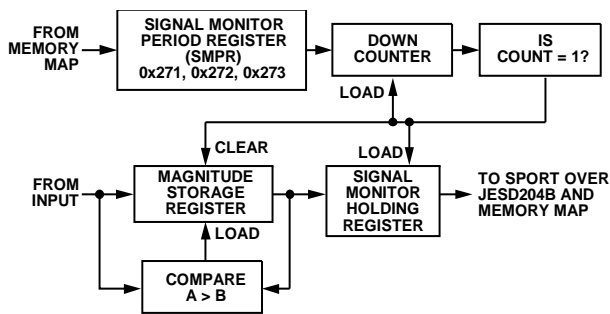 FROM
MEMORY
MAP
SIGNAL MONITOR
PERIOD REGISTER
(SMPR)
0x271, 0x272, 0x273
DOWN
COUNTER
IS
COUNT = 1?
LOAD
CLEAR
LOAD
FROM
INPUT
MAGNITUDE
STORAGE
REGISTER
SIGNAL
MONITOR
HOLDING
REGISTER
TO SPORT OVER
JESD204B AND
MEMORY MAP
LOAD
COMPARE
A > B